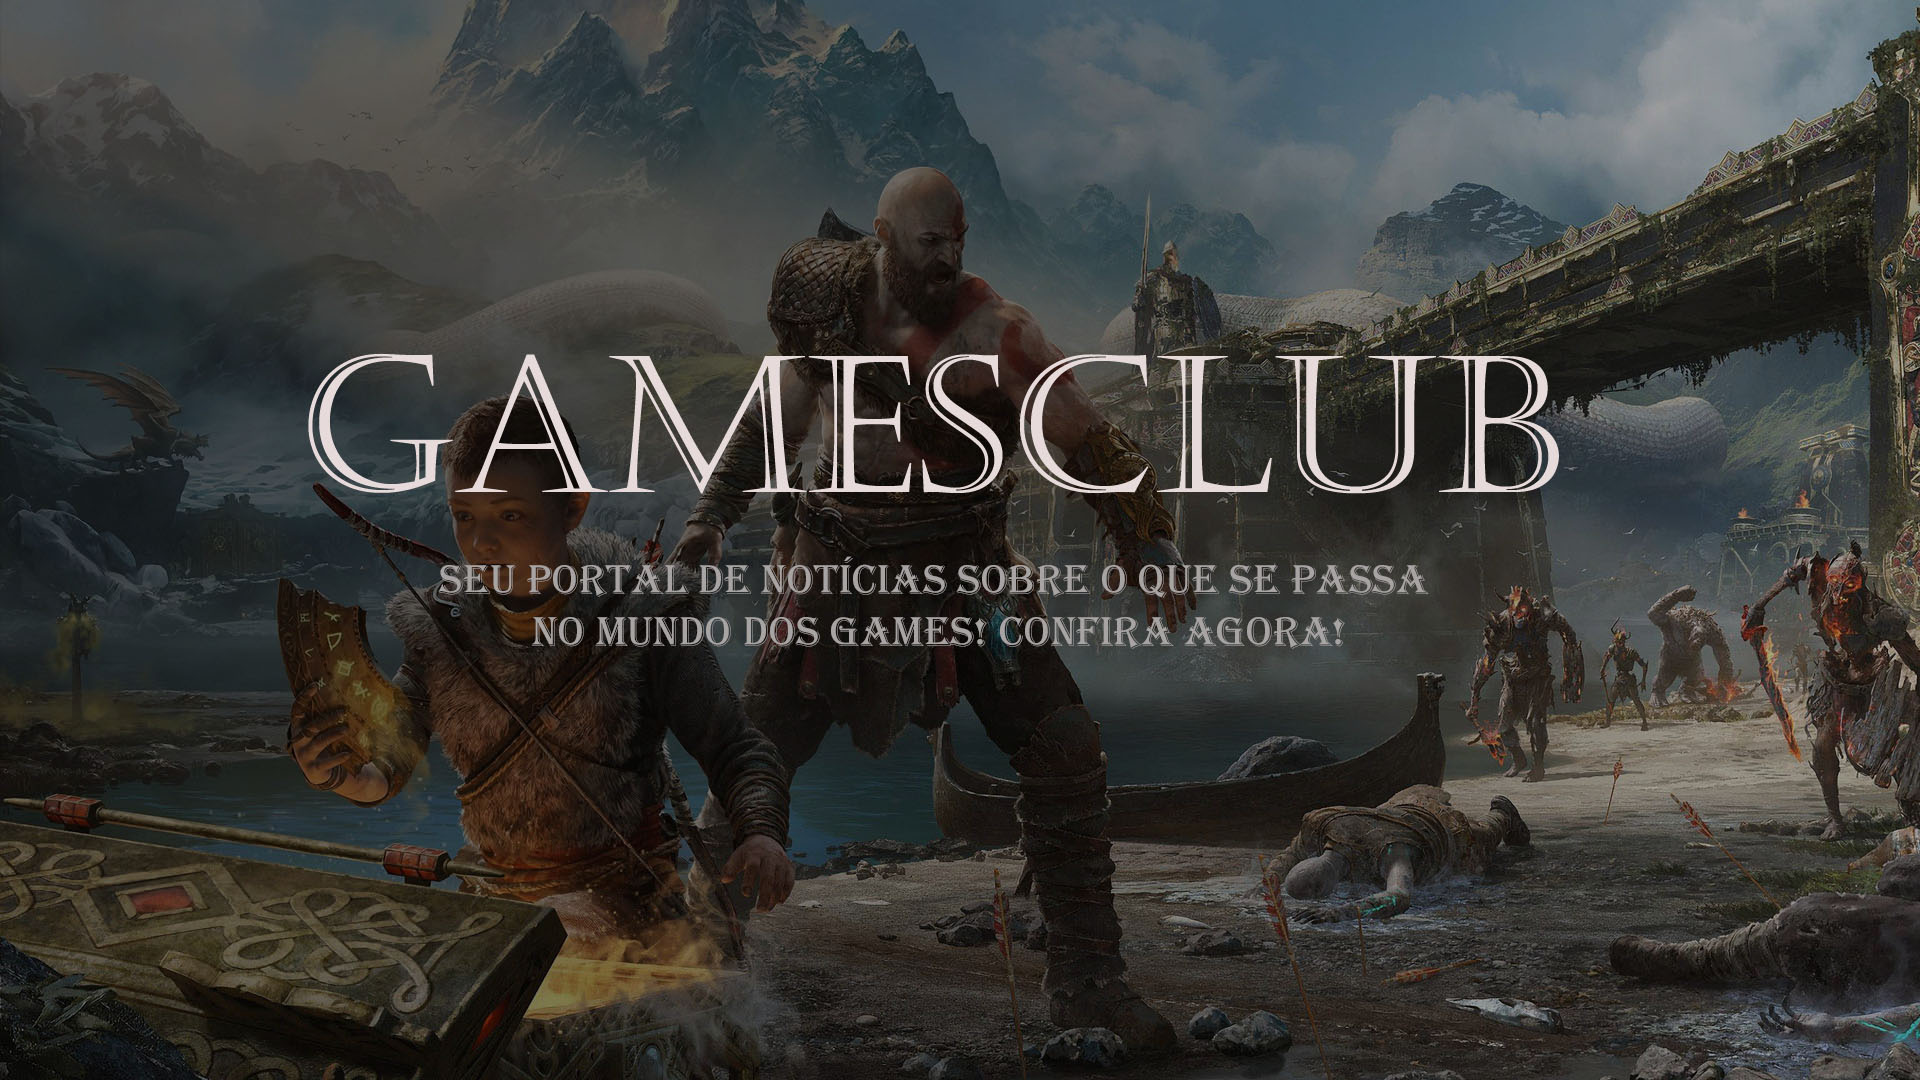 GAMESCLUB
SEU PORTAL DE NOTÍCIAS SOBRE O QUE SE PASSA
NO MUNDO DOS GAMES! CONFIRA AGORA!